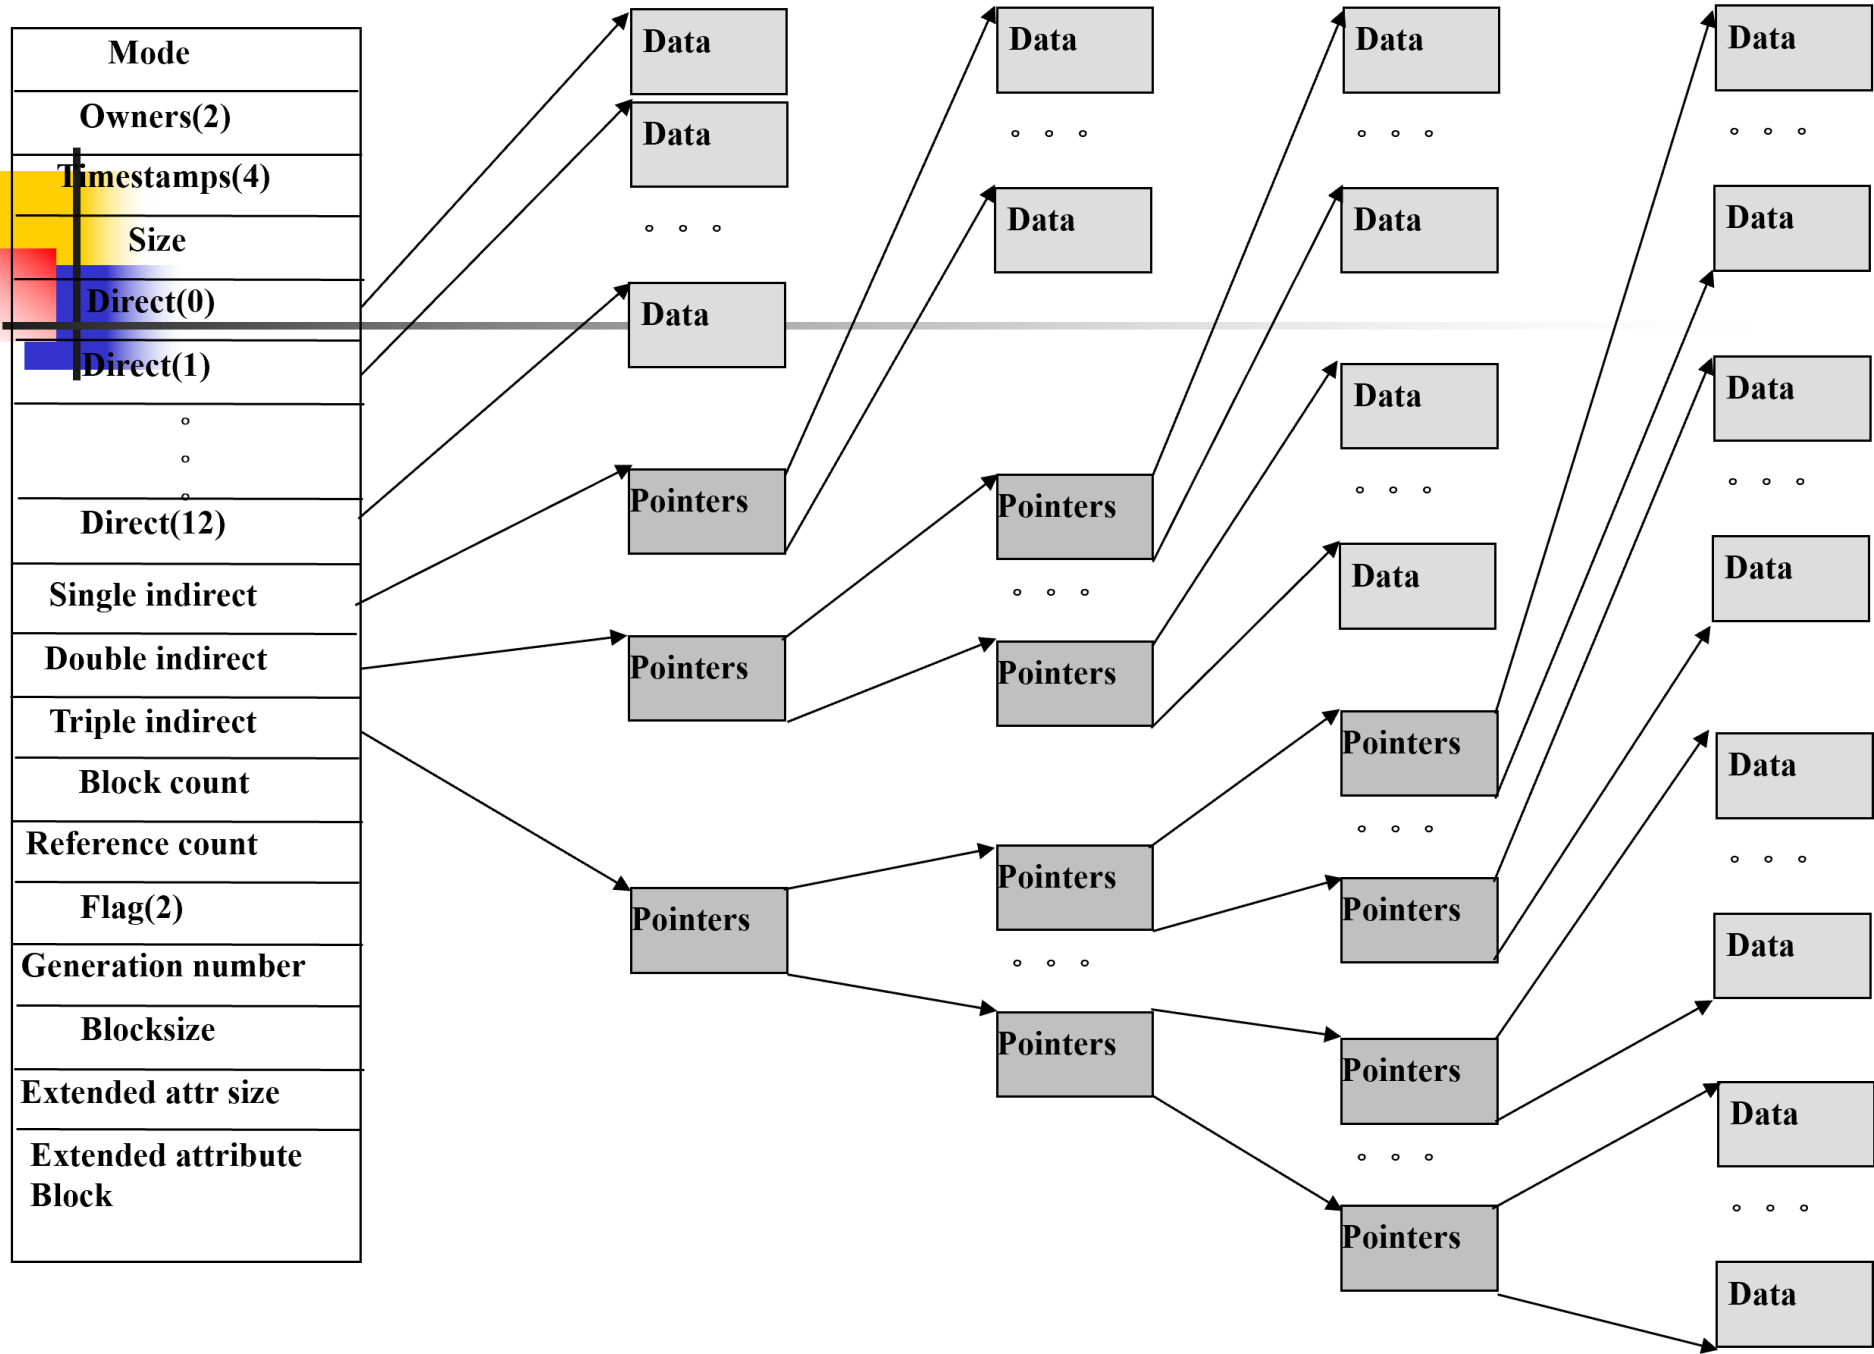 Mode
Owners(2)
Timestamps(4)
Size
Direct(0)
Direct(1)
Direct(12)
Single indirect
Double indirect
Triple indirect
Block count
Reference count
Flag(2)
Generation number
Blocksize
Extended attr size
Extended attribute
Block
Data
Data
Data
Pointers
Pointers
Pointers
Data
Data
Pointers
Pointers
Pointers
Pointers
Data
Data
Data
Data
Pointers
Pointers
Pointers
Pointers
Data
Data
Data
Data
Data
Data
Data
Data